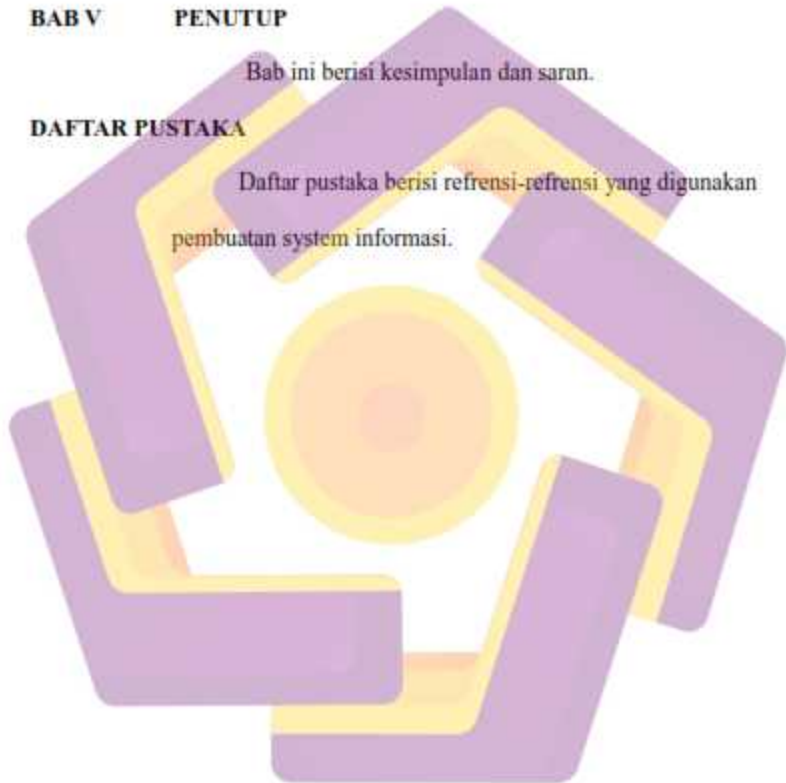 BAB V PENUTUP
Bab ini berisi kesimpulan dan saran.
DAFTAR PUSTAKA
Daftar pustaka berisi refrensi-refrensi yang digunakan
pembuatan system informasi.